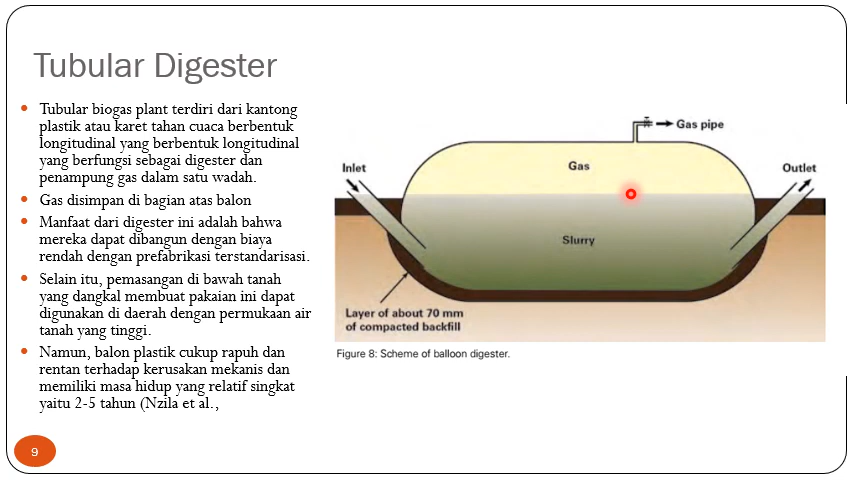 Tubular Digester
Tubular biogas plant terdiri dari kantong
plastik atau karet tahan cuaca berbentuk
longitudinal yang berbentuk longitudinal
yang berfungsi sebagai digester dan
penampung gas dalam satu wadah.
Gas disimpan di bagian atas balon
Manfaat dari digester ini adalah bahwa
mereka dapat dibangun dengan biaya
rendah dengan prefabrikasi terstandarisasi.
Selain itu, pemasangan di bawah tanah
yang dangkal membuat pakaian ini dapat
digunakan di daerah dengan permukaan air
tanah yang tinggi.
Namun, balon plastik cukup rapuh dan
rentan terhadap kerusakan mekanis dan
memiliki masa hidup yang relatif singkat
yaitu 2-5 tahun (Nzila et al.,
Gas pipe
Gas
Inlet
Outlet
Slurry
Layer of about 70 mm
of compacted backfill
Figure 8: Scheme of balloon digester.
9